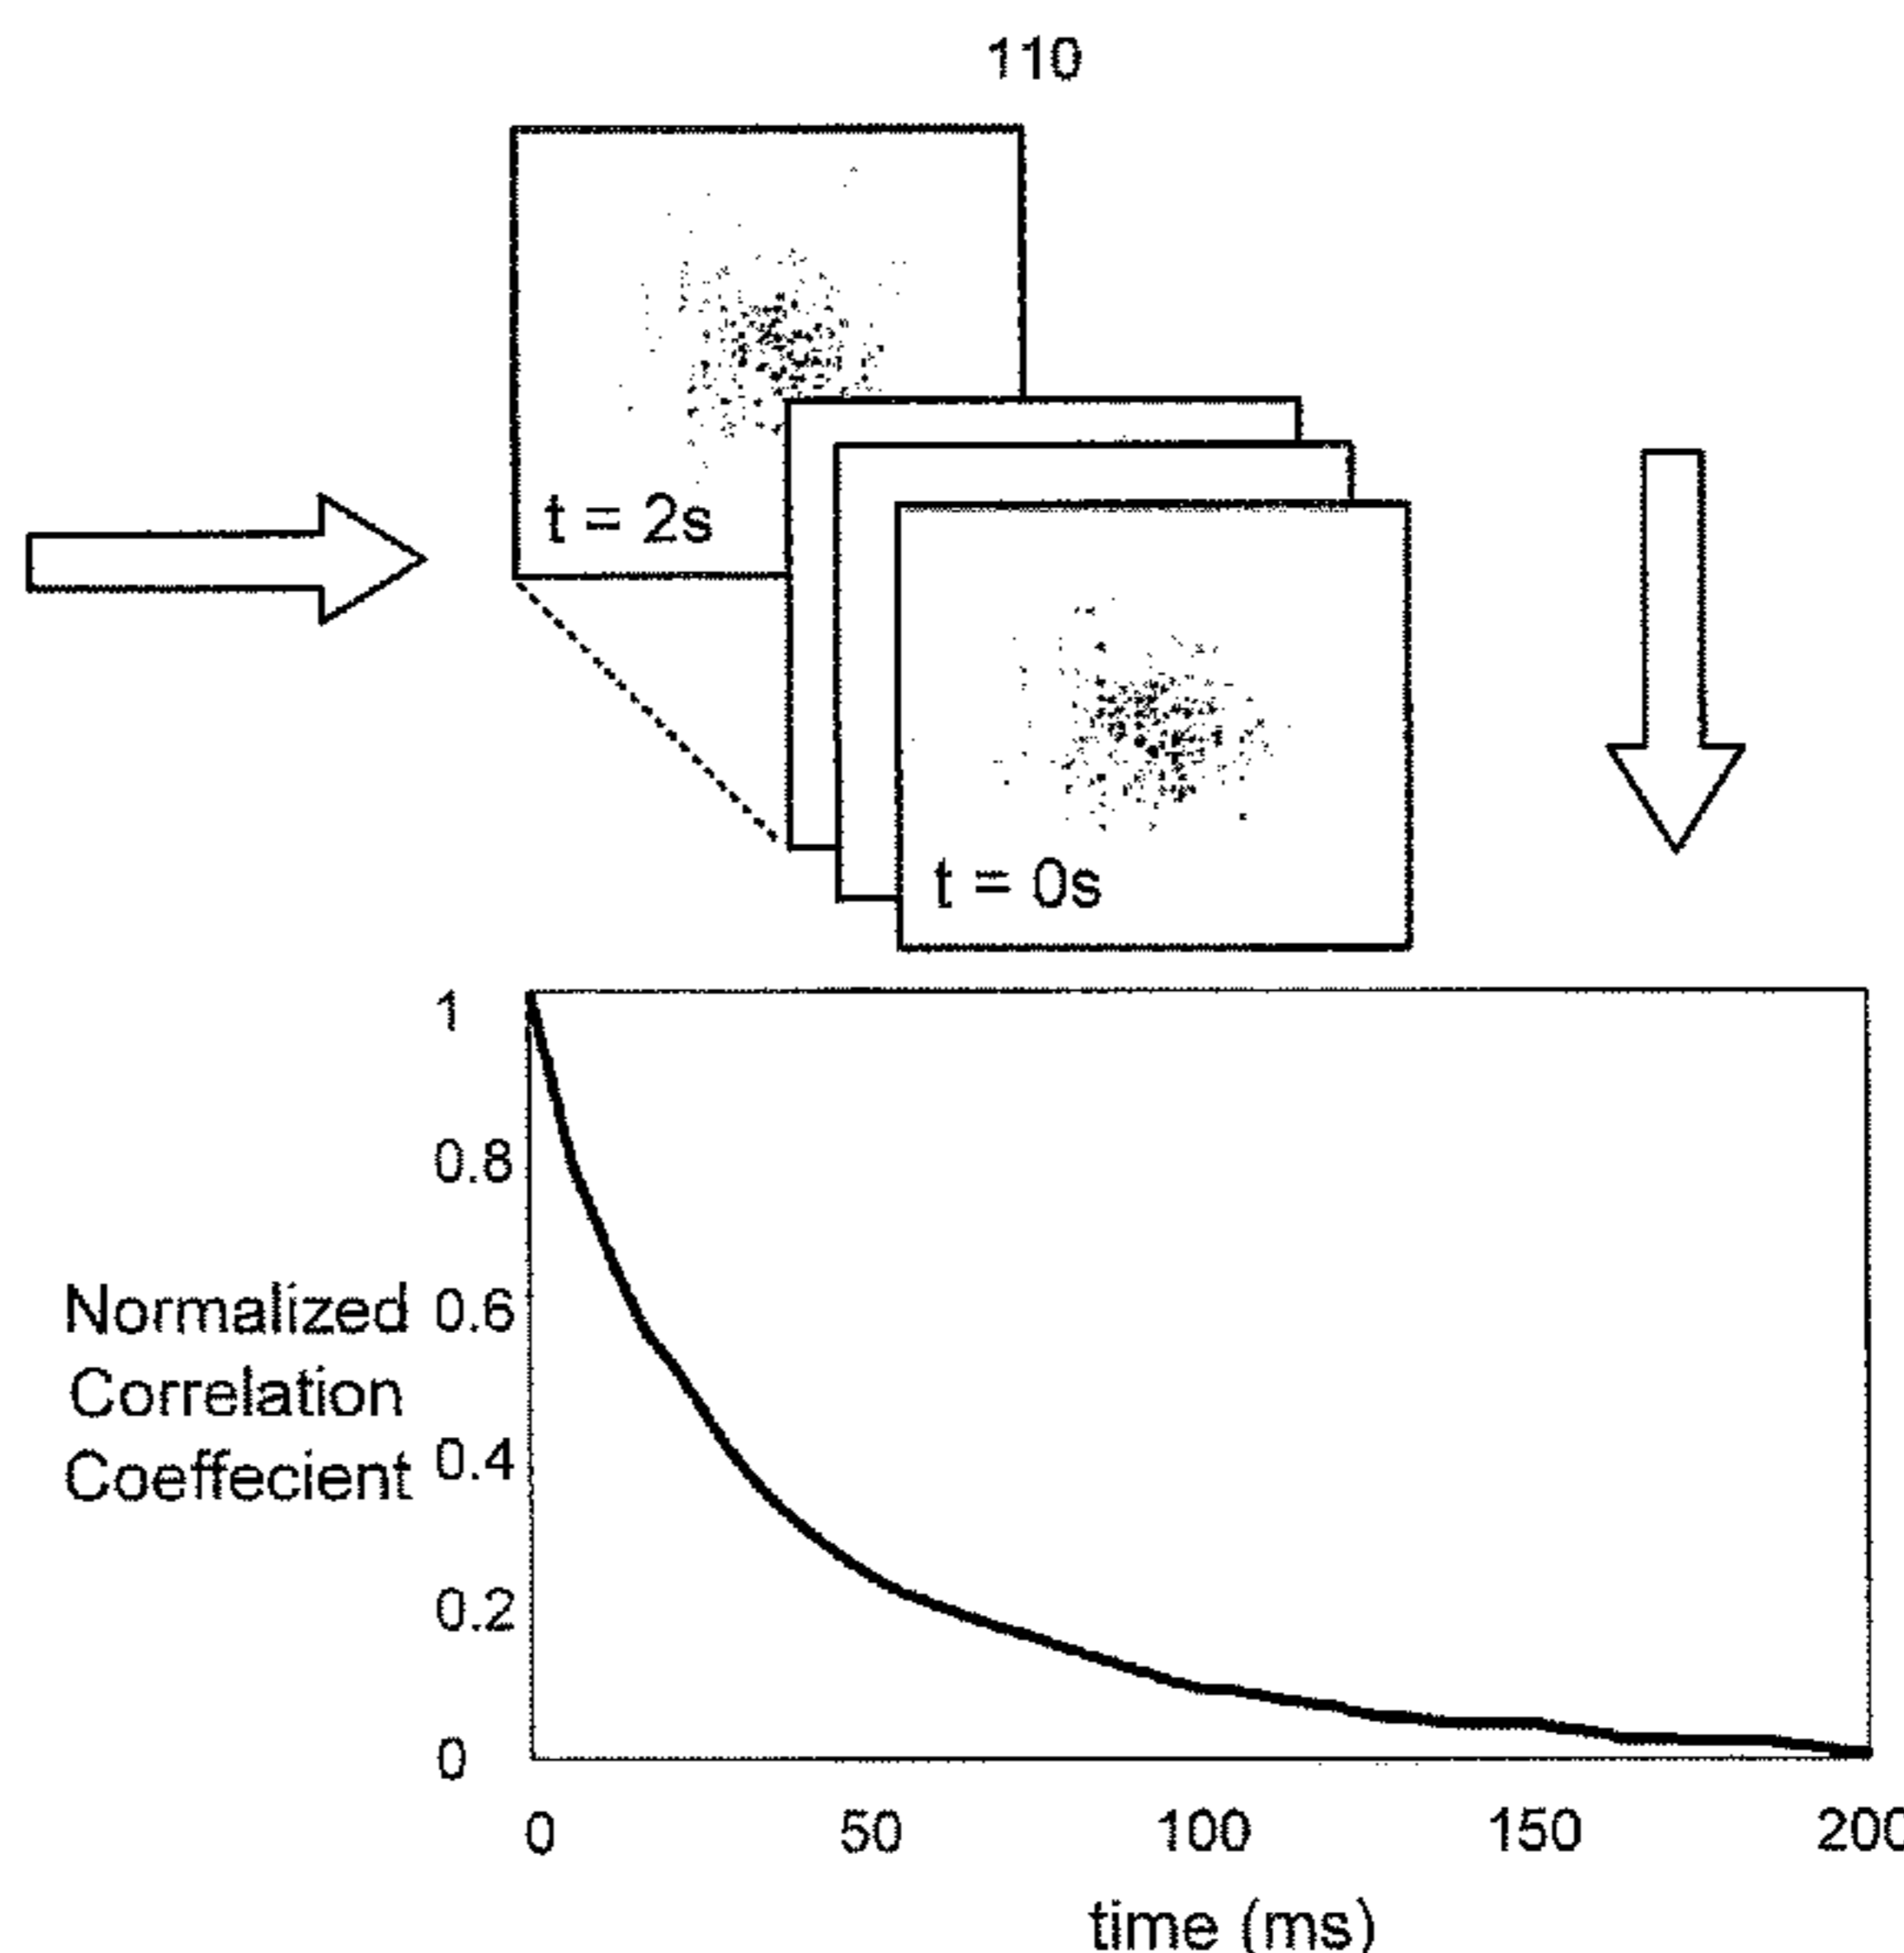 110
t = 2s
t = 0s
1
0.8
0.6
0.4
0.2
0
Normalized
Correlation
Coeffecient
0
50
100
150
200
time (ms)